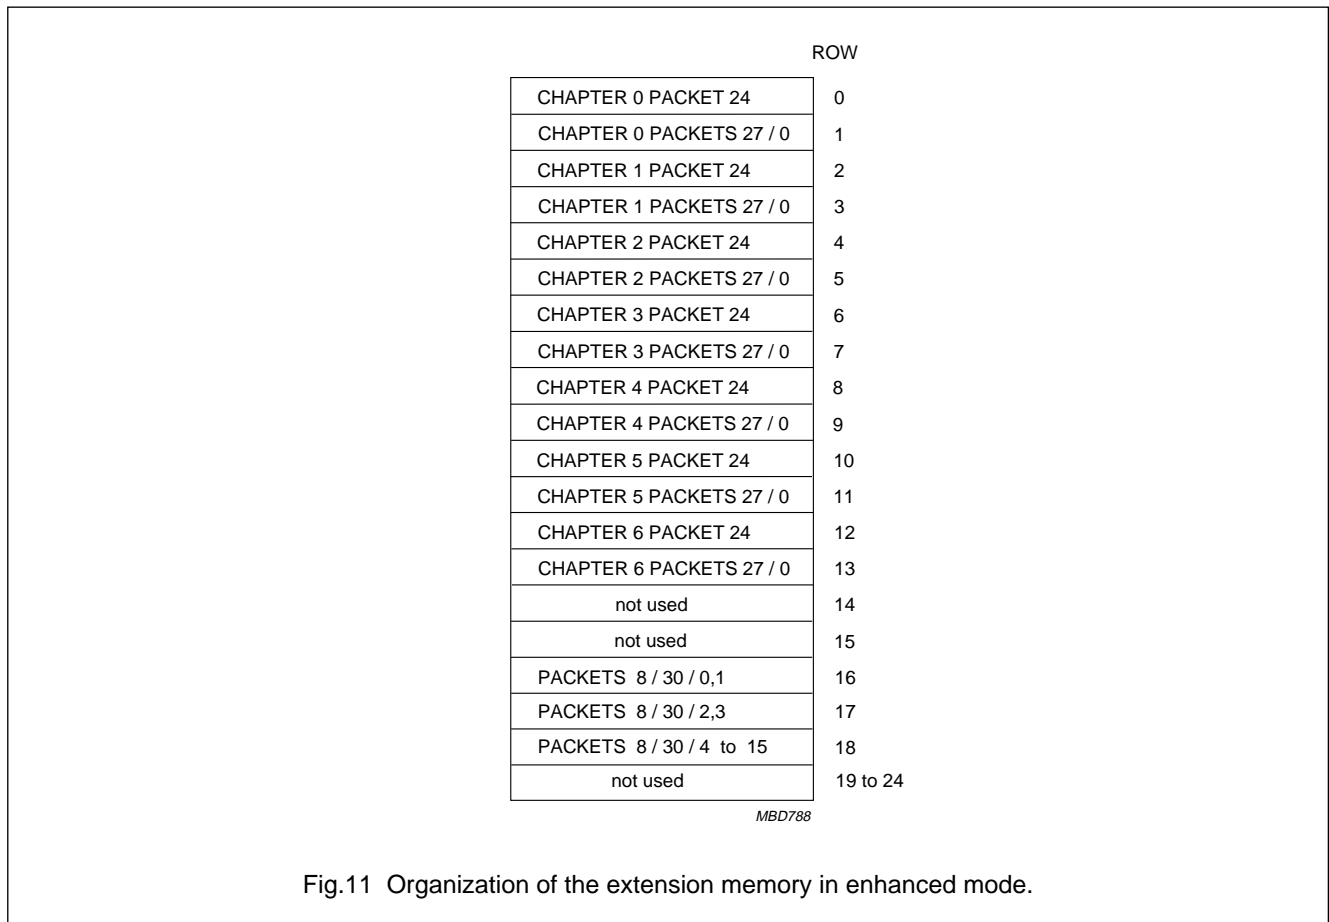 ROW
CHAPTER 0 PACKET 24 0
CHAPTER 0 PACKETS 27 / 0 1
CHAPTER 1 PACKET 24 2
CHAPTER 1 PACKETS 27 / 0 3
CHAPTER 2 PACKET 24 4
CHAPTER 2 PACKETS 27 / 0 5
CHAPTER 3 PACKET 24 6
CHAPTER 3 PACKETS 27 / 0 7
CHAPTER 4 PACKET 24 8
CHAPTER 4 PACKETS 27 / 0 9
CHAPTER 5 PACKET 24 10
CHAPTER 5 PACKETS 27 / 0 11
CHAPTER 6 PACKET 24 12
CHAPTER 6 PACKETS 27 / 0 13
not used 14
not used 15
PACKETS 8 / 30 / 0,1 16
PACKETS 8 / 30 / 2,3 17
PACKETS 8 / 30 / 4 to 15 18
not used 19 to 24
MBD788
Fig.11 Organization of the extension memory in enhanced mode.